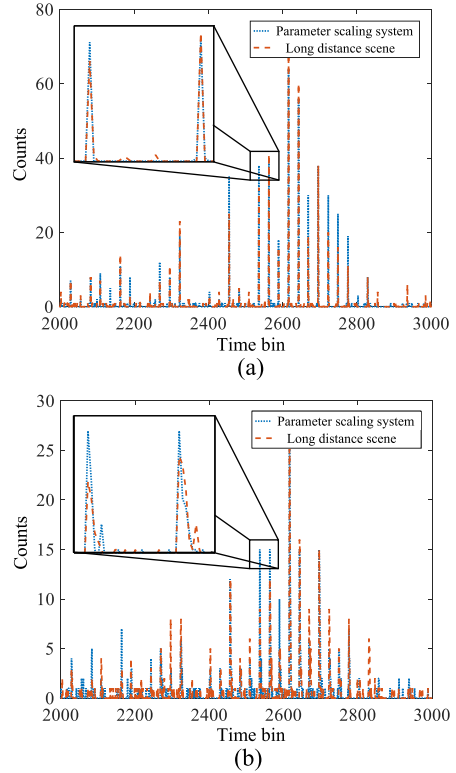 80
60
40
20
0
Counts
Parameter scaling system
Long distance scene
2000 2200 2400 2600 2800 3000
Time bin
(a)
30
25
20
15
10
5
0
Counts
Parameter scaling system
Long distance scene
2000 2200 2400 2600 2800 3000
Time bin
(b)